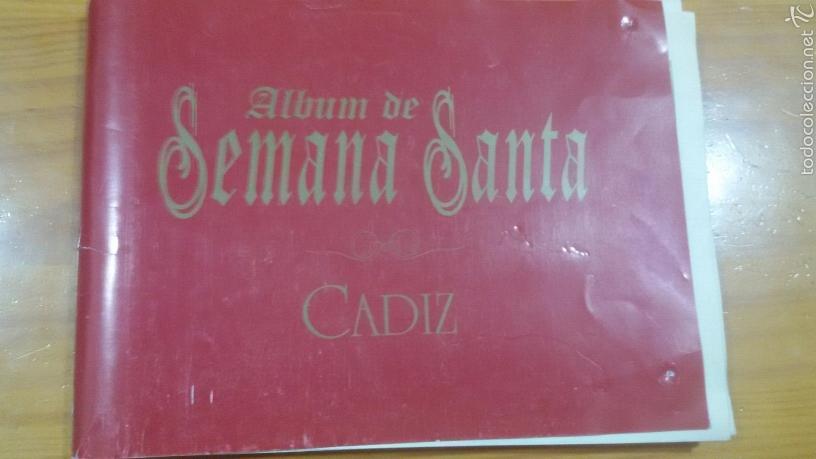 Album de
Semana Santa
CADIZ
todocoleccion.net